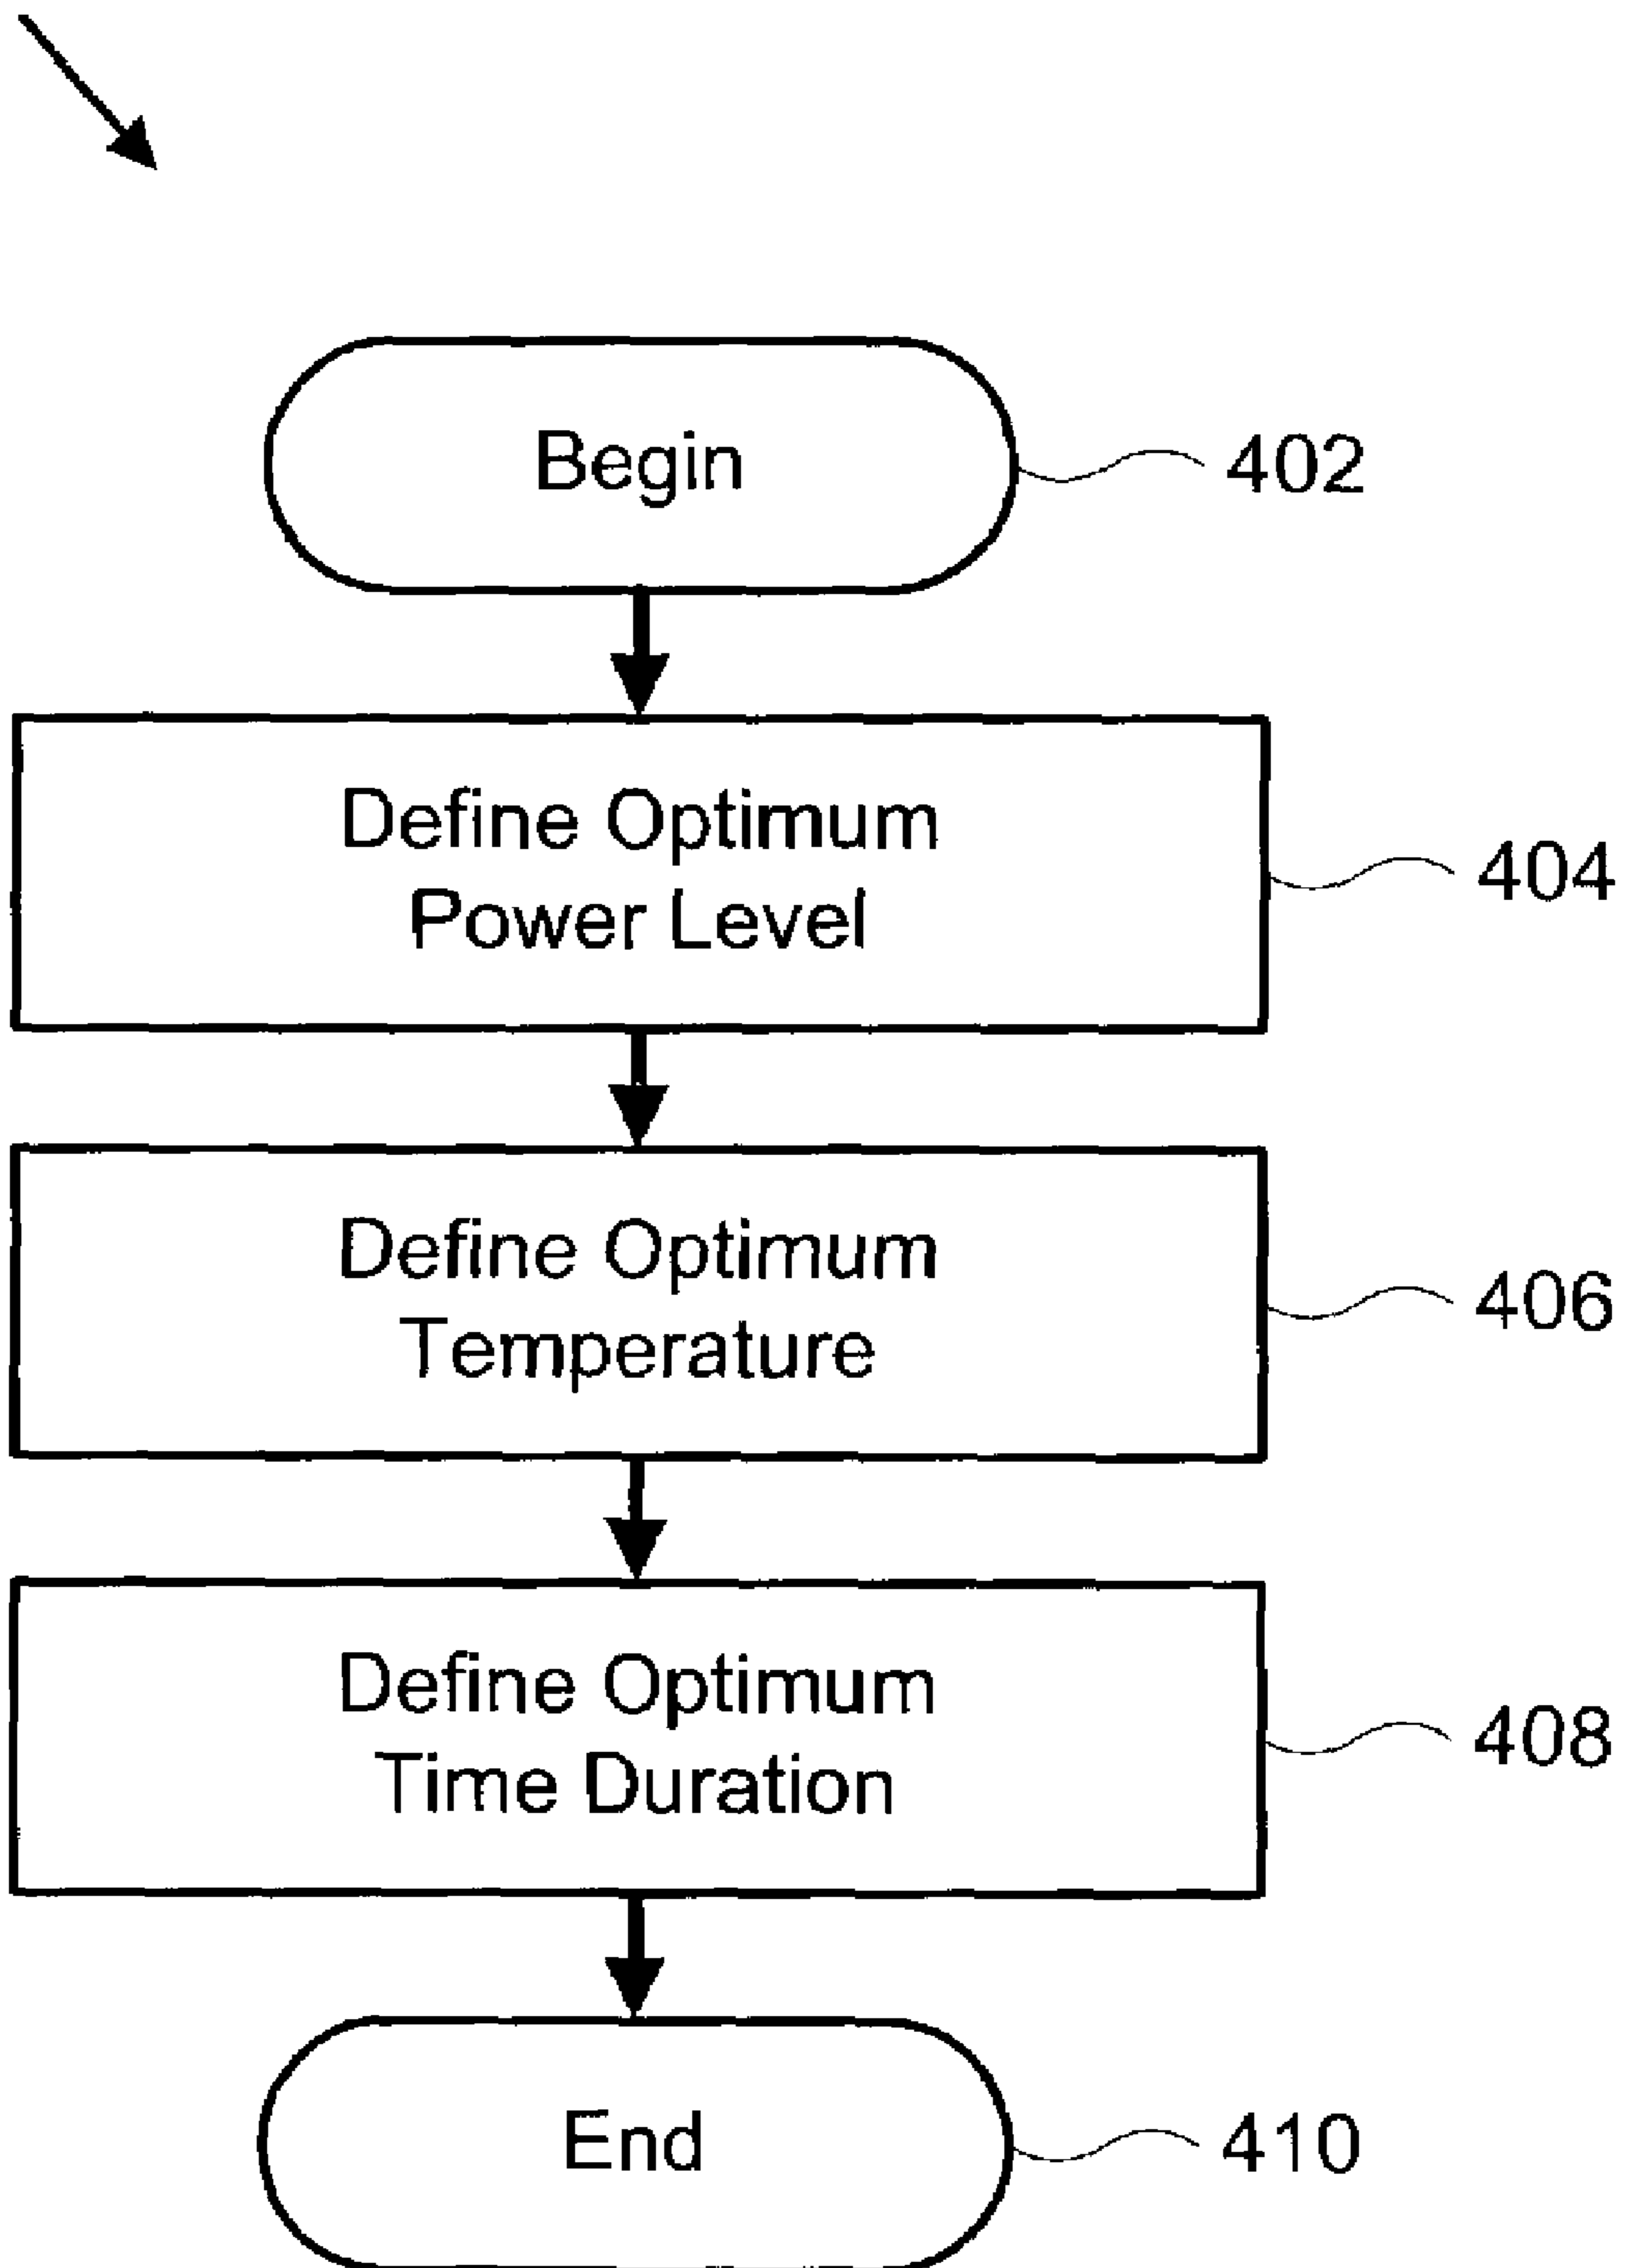 Begin
402
Define Optimum
Power Level
404
Define Optimum
Temperature
406
Define Optimum
Time Duration
408
End
410